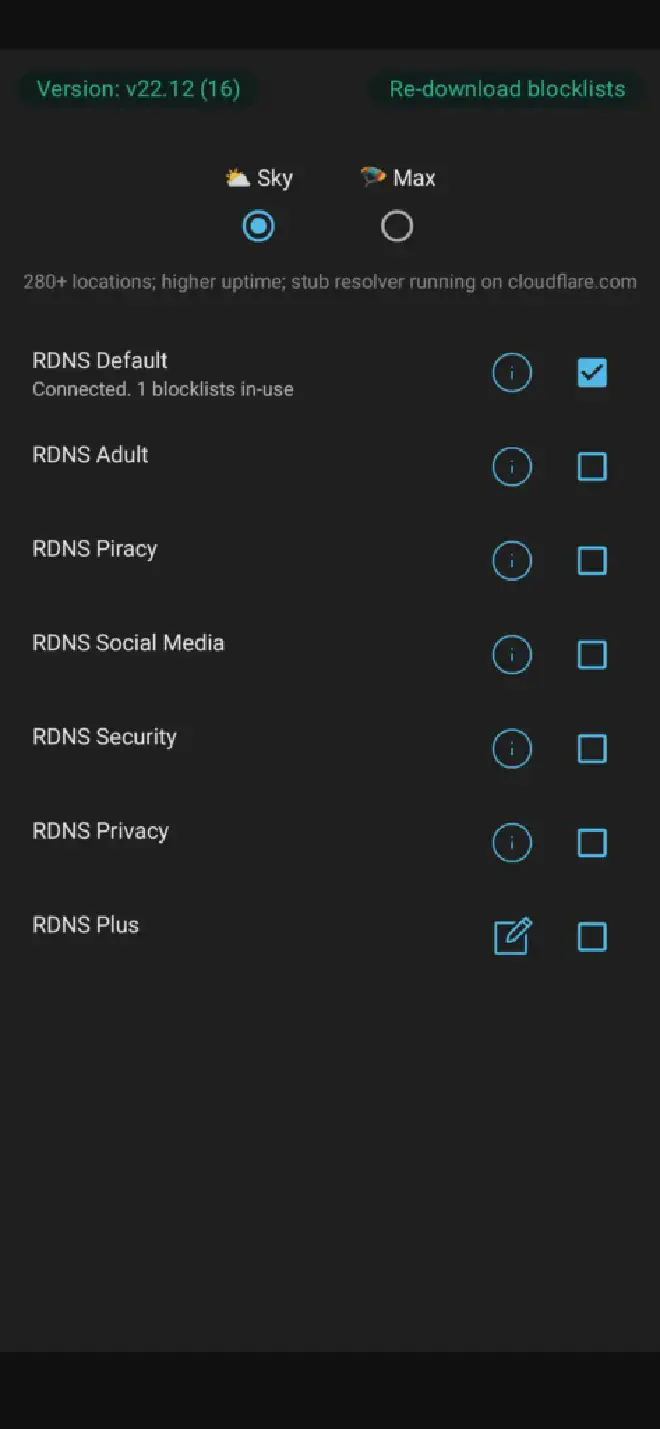 Version: v22.12 (16)
Re-download blocklists
Sky
Max
280+ locations; higher uptime; stub resolver running on cloudflare.com
RDNS Default
Connected. 1 blocklists in-use
RDNS Adult
RDNS Piracy
RDNS Social Media
RDNS Security
RDNS Privacy
RDNS Plus